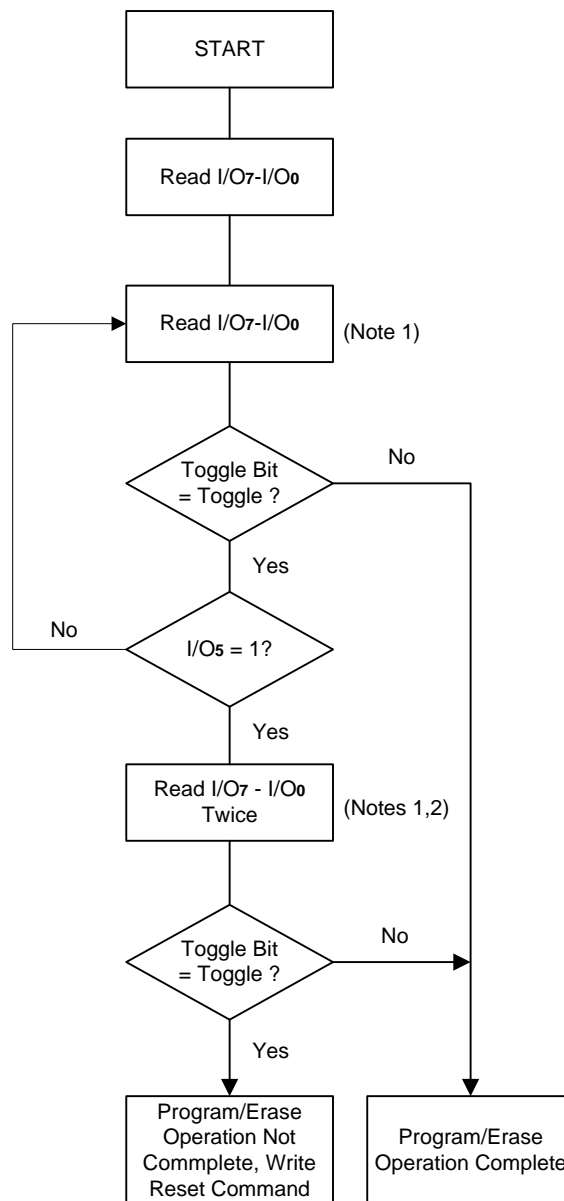 START
Read I/O7-I/O0
Read I/O7-I/O0
(Note 1)
Toggle Bit
= Toggle ?
No
Yes
No
I/O5 = 1?
Yes
Read I/O7 - I/O0
Twice
(Notes 1,2)
Toggle Bit
= Toggle ?
No
Yes
Program/Erase
Operation Not
Commplete, Write
Reset Command
Program/Erase
Operation Complete